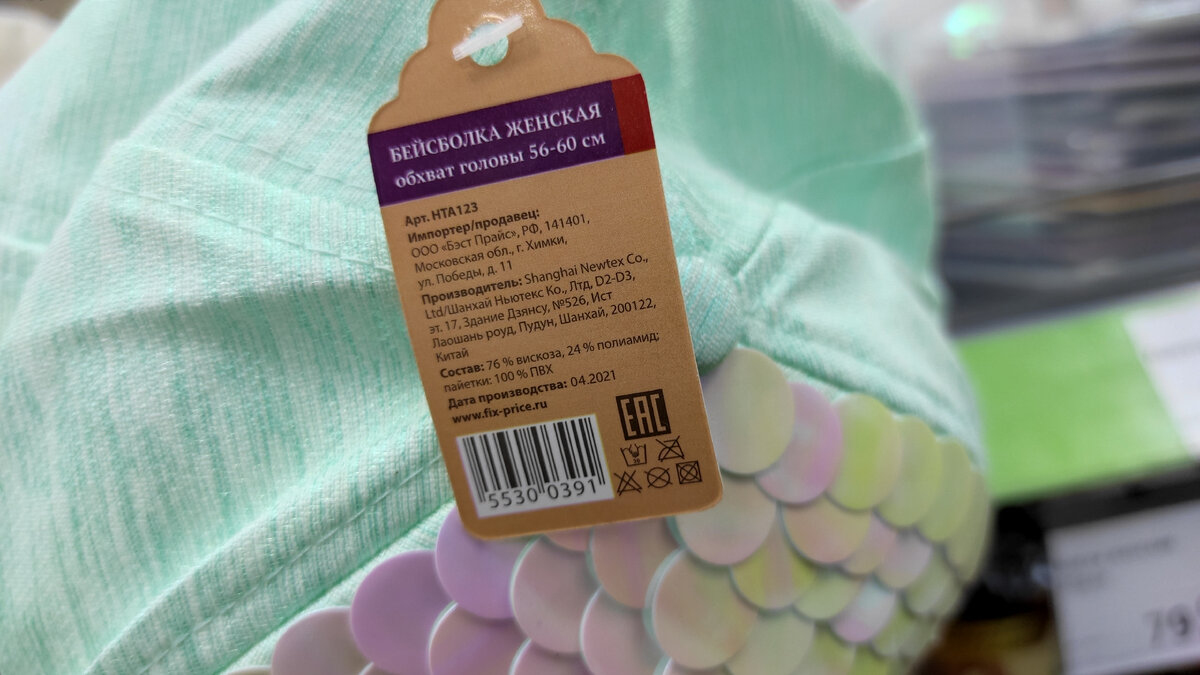 БЕЙСБОЛКА ЖЕНСКАЯ
обхват головы 56-60 см
Арт. НТА123
Импортер/продавец:
ООО «Бэст Прайс», РФ, 141401,
Московская обл., г. Химки,
ул. Победы, д. 11
Производитель: Shanghai Newtex Co.,
Ltd/Шанхай Ньютекс Ко., Лтд, D2-D3,
эт. 17, Здание Дзянсу, №526, Ист
Лаошань роуд, Пудун, Шанхай, 200122,
Китай
Состав: 76 % вискоза, 24 % полиамид;
пайетки: 100 % ПВХ
Дата производства: 04.2021
www.fix-price.ru
EAC
5530 0391
79